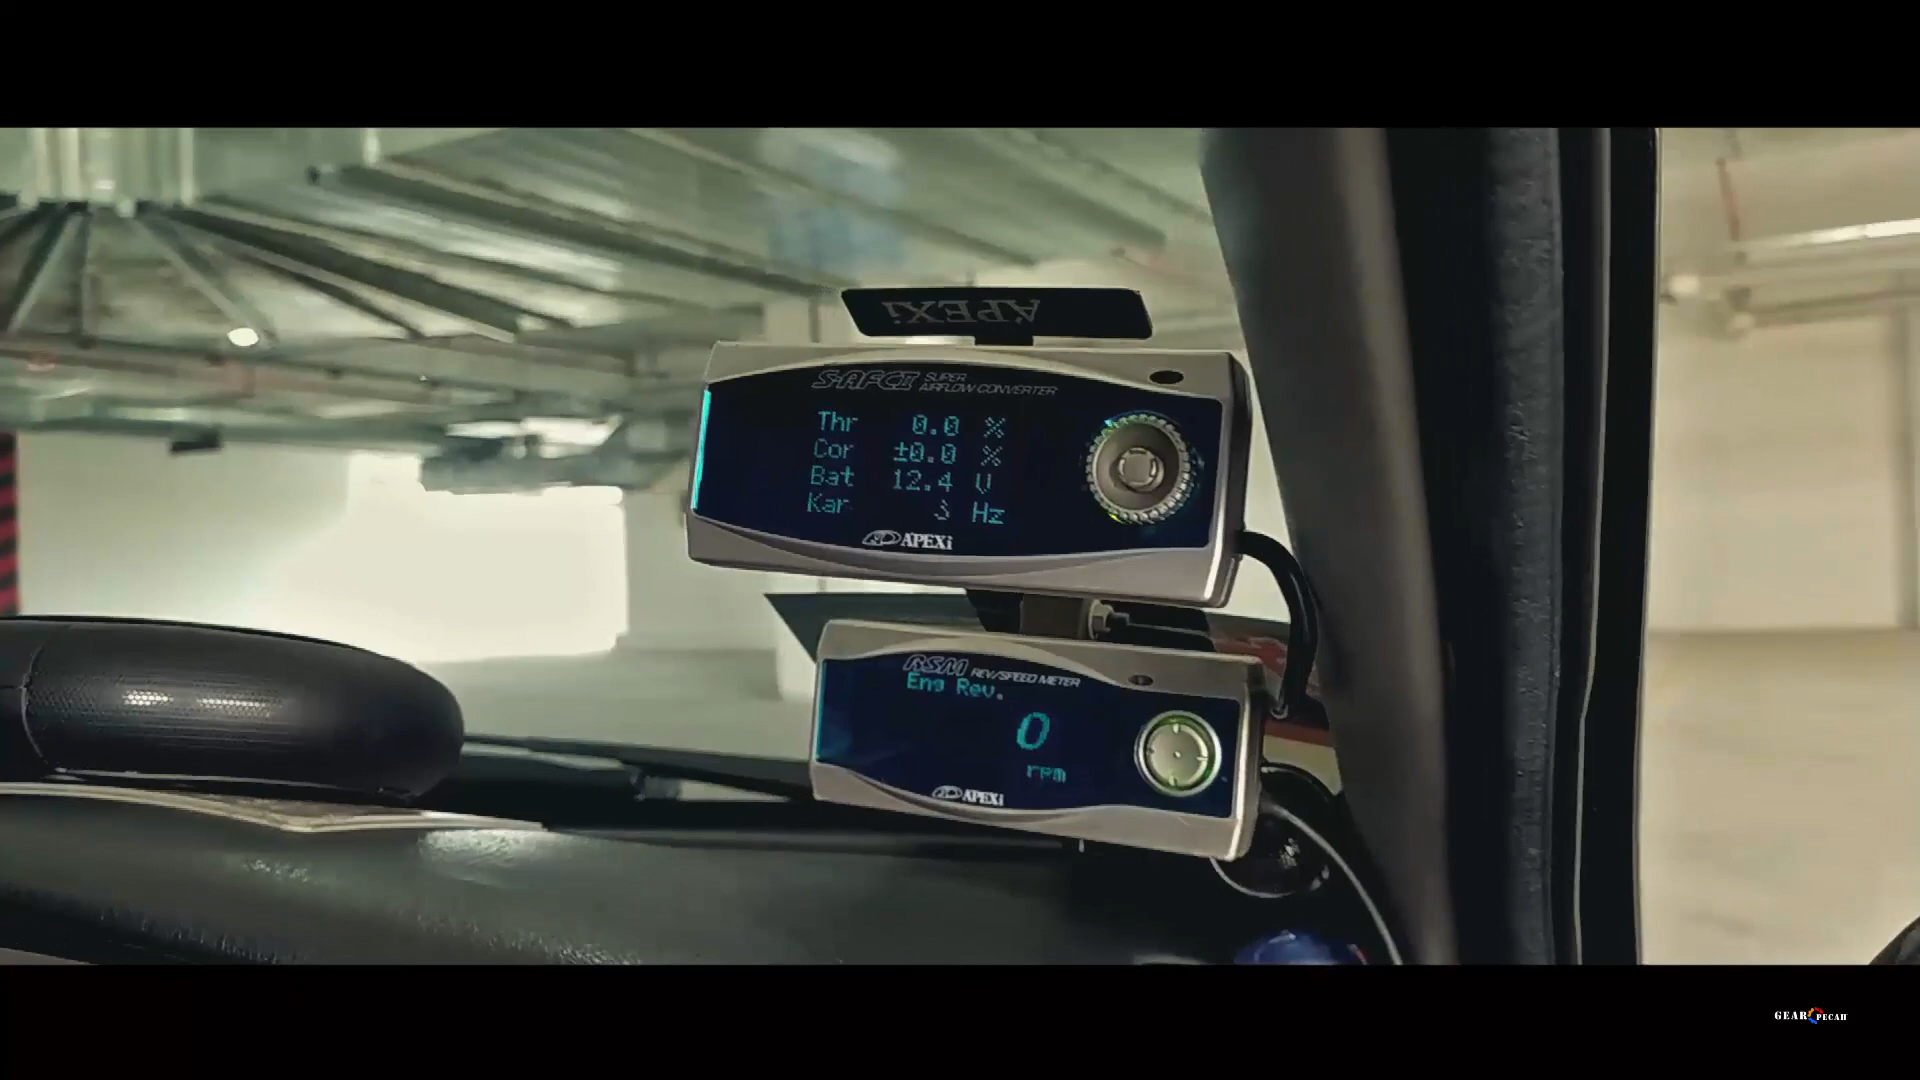 APEXi
S-AFCII SUPER AIRFLOW CONVERTER
Thr 0.0 %
Cor ±0.0 %
Bat 12.4 V
Kar 3 Hz
APEXi
RSM REV/SPEED METER
Eng Rev.
0
rpm
APEXi
GEAR PECAH